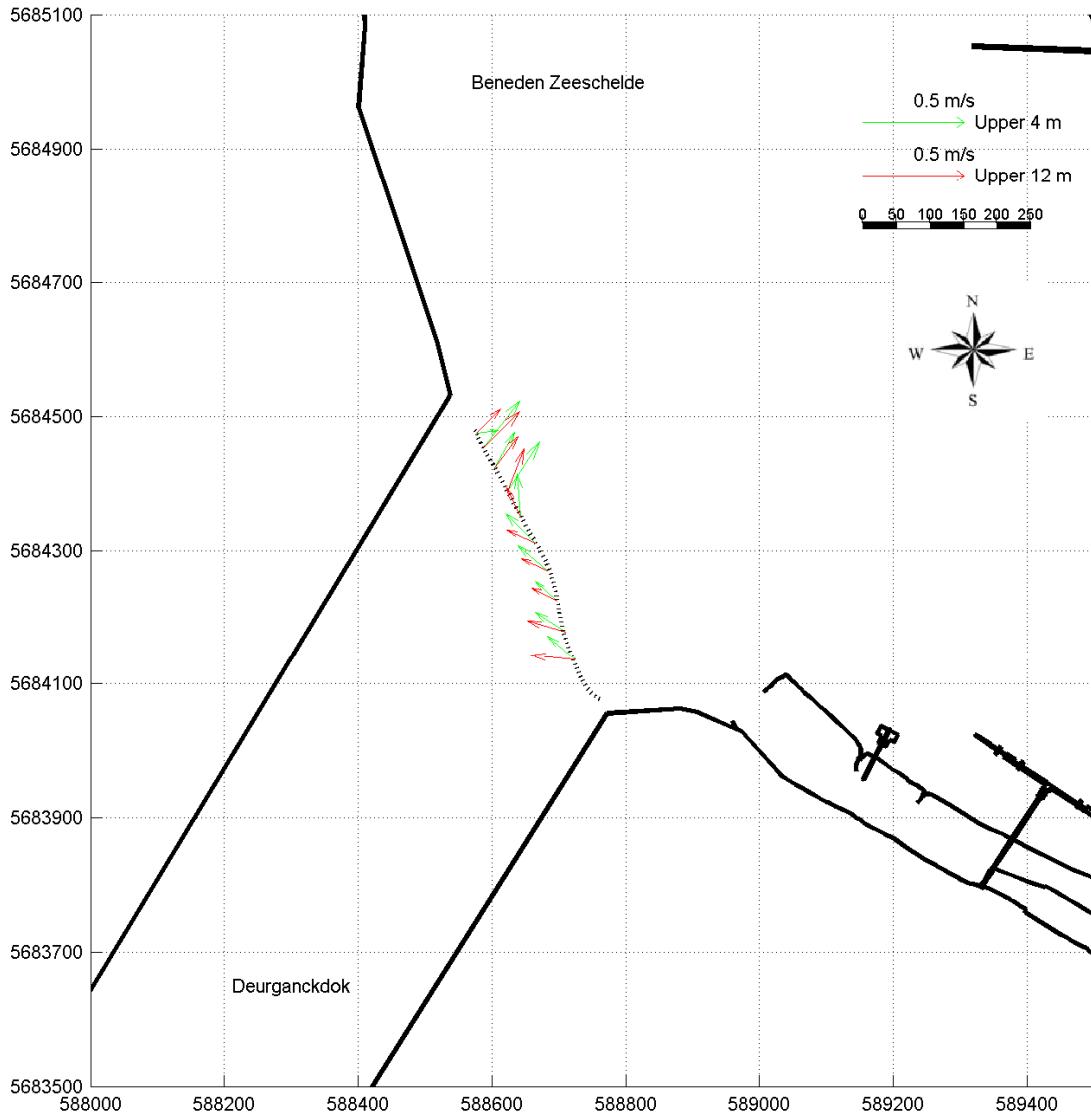 5685100
Beneden Zeeschelde
0.5 m/s
Upper 4 m
5684900
0.5 m/s
Upper 12 m
0 50 100 150 200 250
5684700
N
W E
S
5684500
5684300
5684100
5683900
5683700
Deurganckdok
5683500
588000 588200 588400 588600 588800 589000 589200 589400